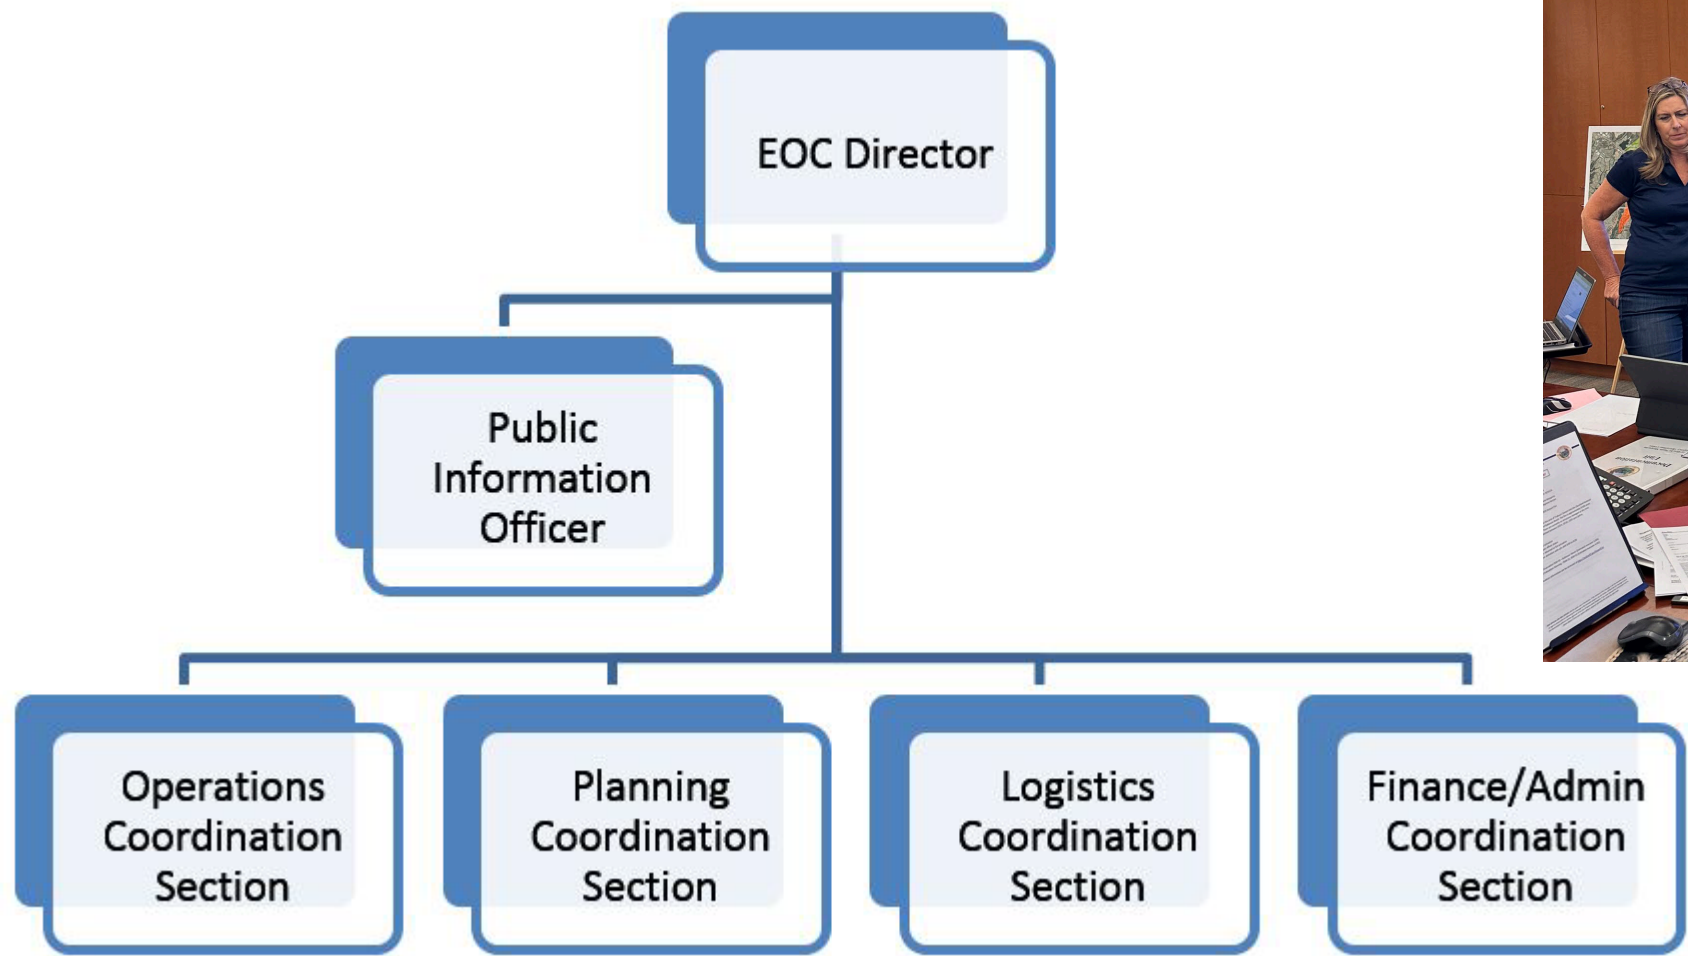 EOC Director
Public
Information
Officer
Operations
Coordination
Section
Planning
Coordination
Section
Logistics
Coordination
Section
Finance/Admin
Coordination
Section